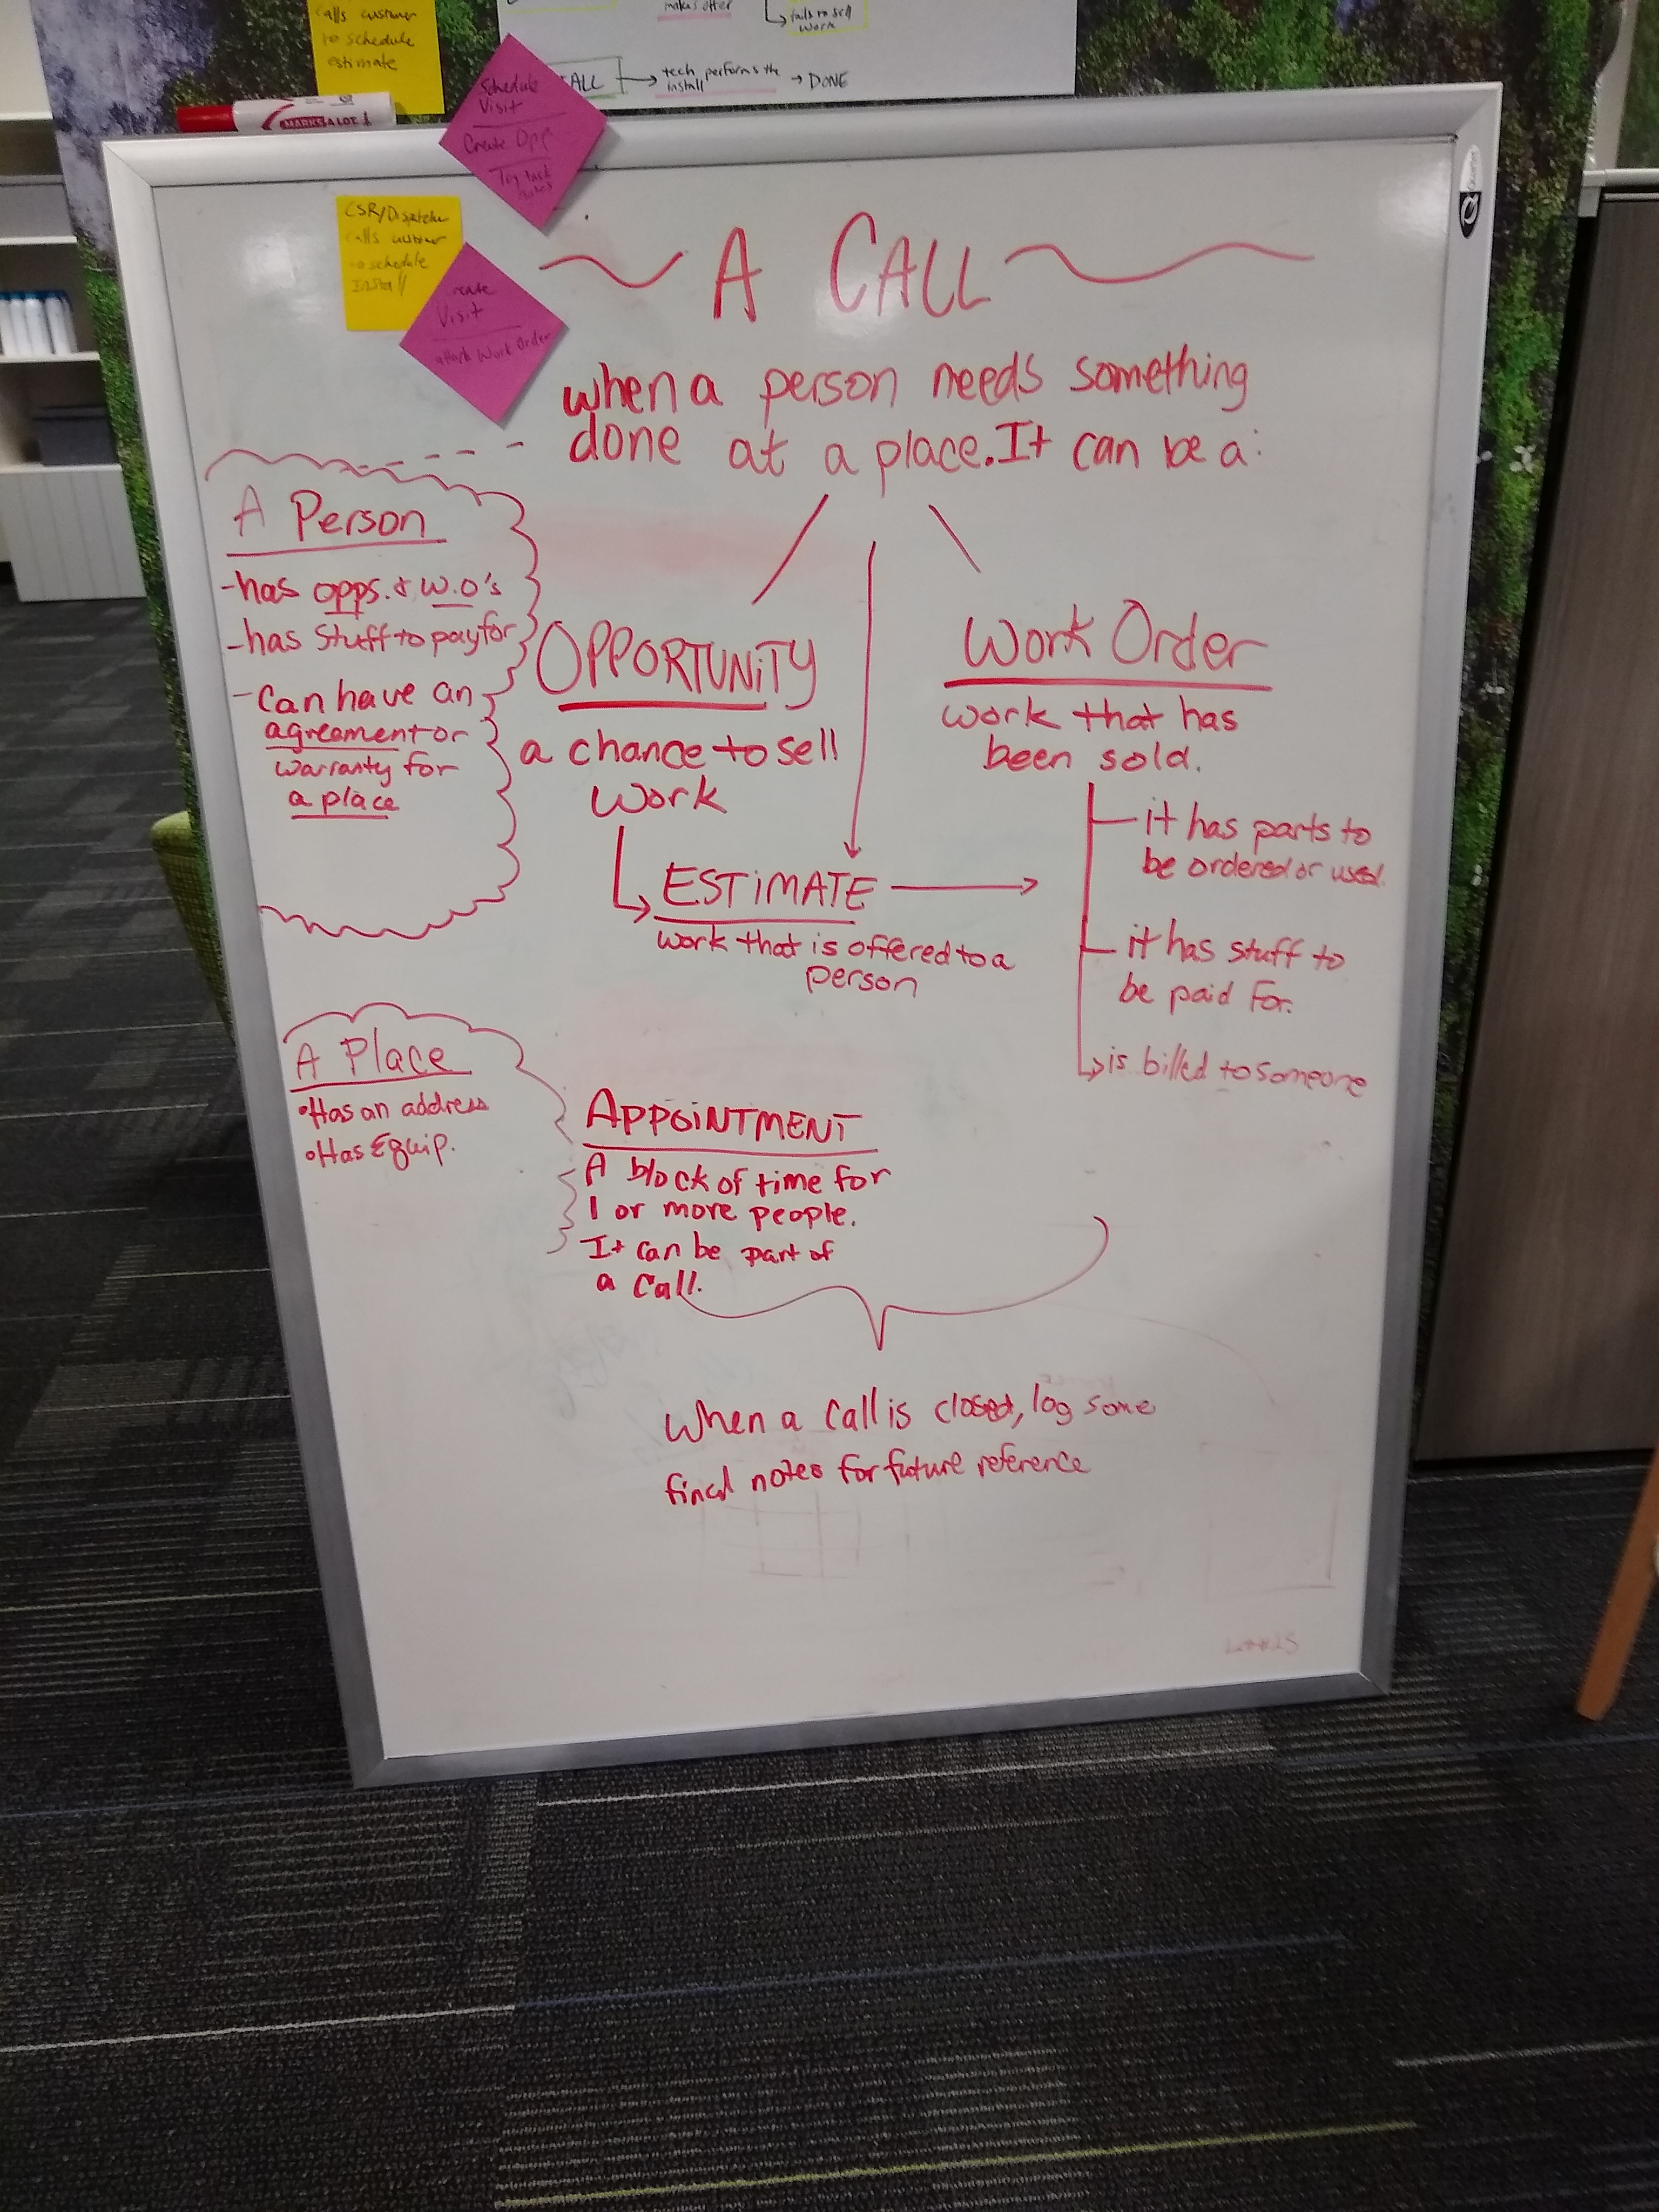 calls customer
to schedule
estimate
makes offer
fails to sell
work
ALL → tech performs the
install → DONE
MARKS A LOT
Schedule
Visit
Create Opp
CSR/Dispatcher
calls customer
to schedule
Install
Visit
attach Work Order
A CALL
when a person needs something
done at a place. It can be a:
A Person
-has opps. & W.O's
-has stuff to pay for
-Can have an
agreement or
warranty for
a place
OPPORTUNITY
a chance to sell
work
ESTIMATE
work that is offered to a
person
Work Order
work that has
been sold.
it has parts to
be ordered or used.
it has stuff to
be paid for.
is billed to someone
A Place
•Has an address
•Has Equip.
APPOINTMENT
A block of time for
1 or more people.
It can be part of
a Call.
When a Call is closed, log some
final notes for future reference